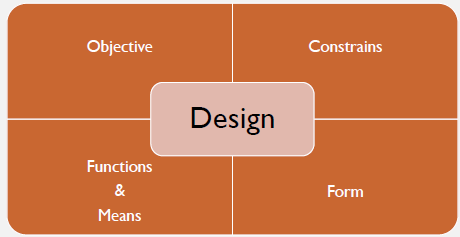 Objective
Constrains
Design
Functions
&
Means
Form